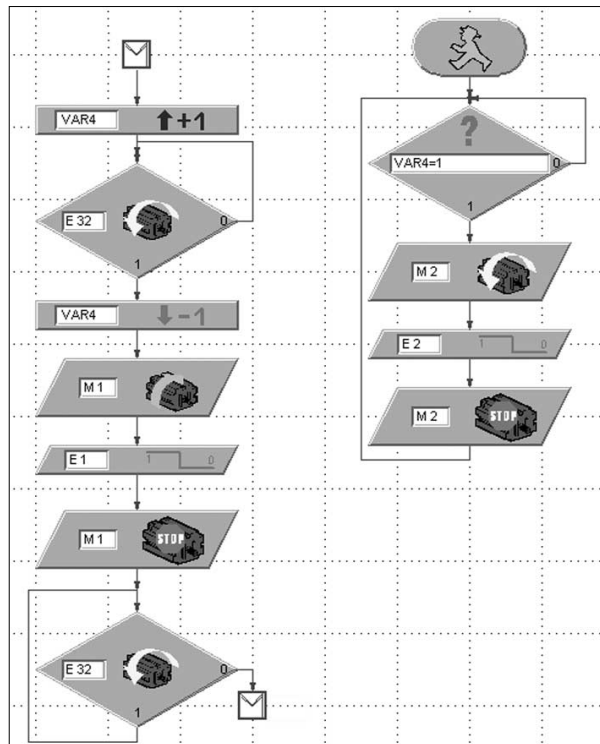 VAR4 +1
E 32 0
1
VAR4 -1
M 1
E 1 1 0
M 1 STOP
E 32 0
1
?
VAR4=1 0
1
M 2
E 2 1 0
M 2 STOP